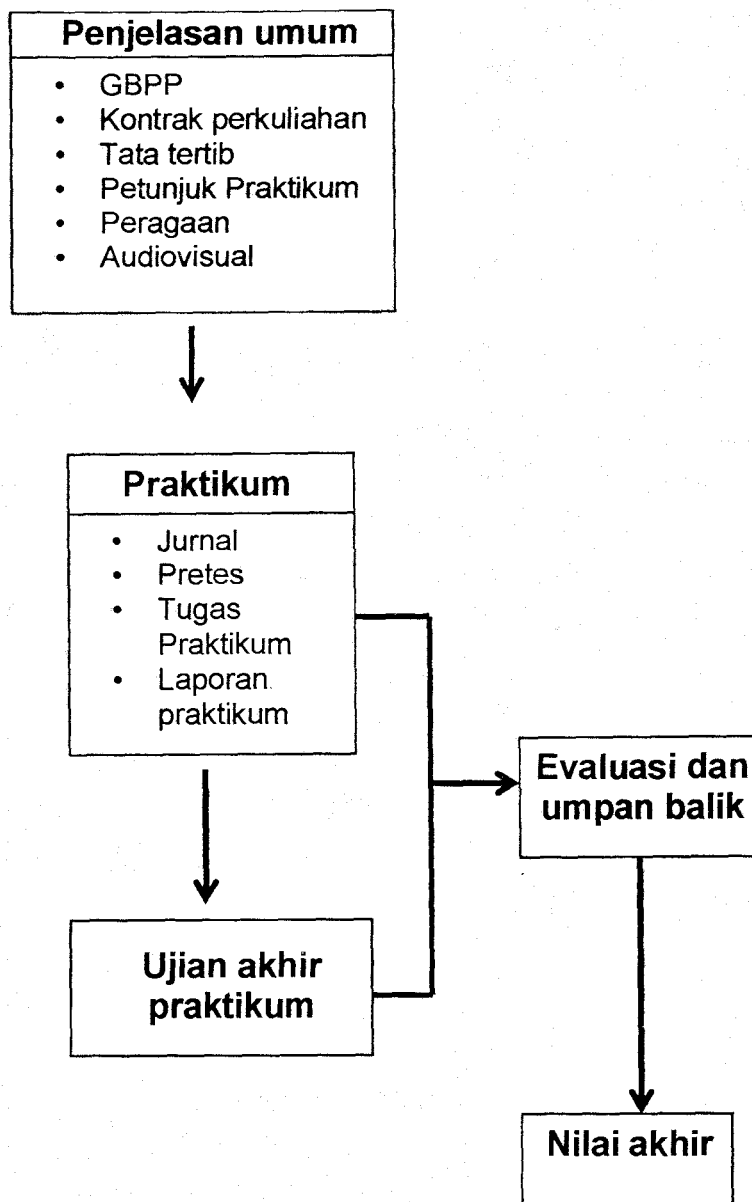 Penjelasan umum
• GBPP
• Kontrak perkuliahan
• Tata tertib
• Petunjuk Praktikum
• Peragaan
• Audiovisual
Praktikum
• Jurnal
• Pretes
• Tugas
Praktikum
• Laporan
praktikum
Evaluasi dan
umpan balik
Ujian akhir
praktikum
Nilai akhir